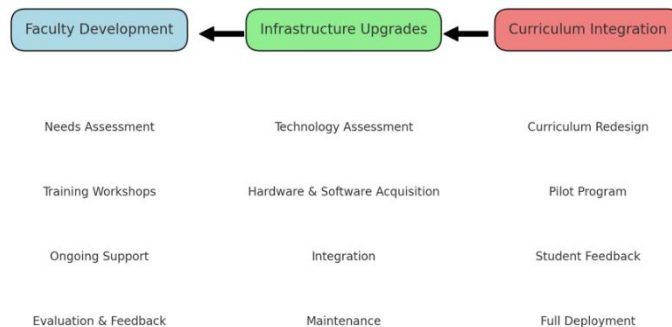 Faculty Development
Infrastructure Upgrades
Curriculum Integration
Needs Assessment
Technology Assessment
Curriculum Redesign
Training Workshops
Hardware & Software Acquisition
Pilot Program
Ongoing Support
Integration
Student Feedback
Evaluation & Feedback
Maintenance
Full Deployment